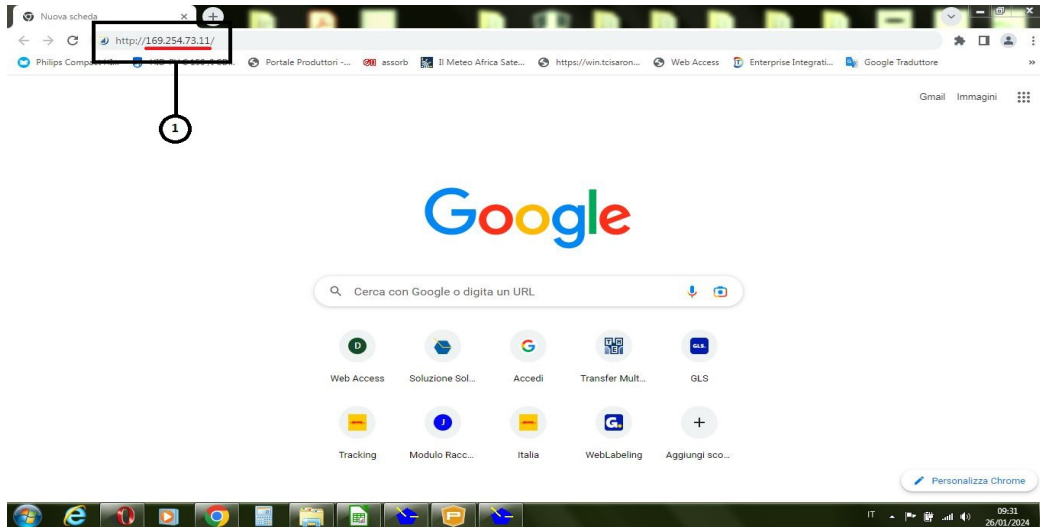 Nuova scheda
http://169.254.73.11/
Philips Compa
Portale Produttori -... assorb Il Meteo Africa Sate... https://win.tcisaron... Web Access Enterprise Integrati... Google Traduttore »
1
Gmail Immagini
Google
Cerca con Google o digita un URL
D G TRMER GLS.
Web Access Soluzione Sol... Accedi Transfer Mult... GLS
J G.
Tracking Modulo Racc... Italia WebLabeling Aggiungi sco...
Personalizza Chrome
IT 09:31
26/01/2024